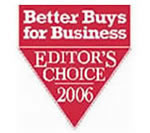 Better Buys
for Business
EDITOR'S
CHOICE
2006